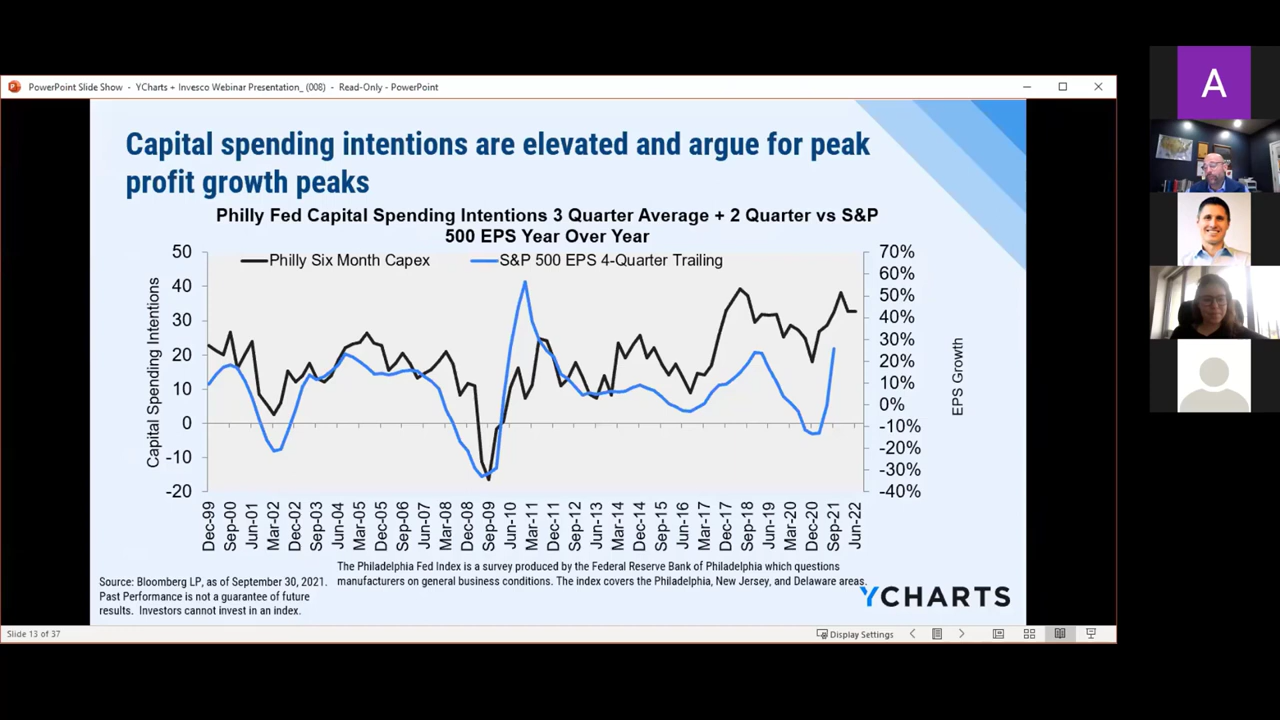 PowerPoint Slide Show - YCharts + Invesco Webinar Presentation_ (008) - Read-Only - PowerPoint
A
Capital spending intentions are elevated and argue for peak
profit growth peaks
Philly Fed Capital Spending Intentions 3 Quarter Average + 2 Quarter vs S&P
500 EPS Year Over Year
Philly Six Month Capex
S&P 500 EPS 4-Quarter Trailing
Capital Spending Intentions
50
40
30
20
10
0
-10
-20
70%
60%
50%
40%
30%
20%
10%
0%
-10%
-20%
-30%
-40%
EPS Growth
Dec-99
Sep-00
Jun-01
Mar-02
Dec-02
Sep-03
Jun-04
Mar-05
Dec-05
Sep-06
Jun-07
Mar-08
Dec-08
Sep-09
Jun-10
Mar-11
Dec-11
Sep-12
Jun-13
Mar-14
Dec-14
Sep-15
Jun-16
Mar-17
Dec-17
Sep-18
Jun-19
Mar-20
Dec-20
Sep-21
Jun-22
The Philadelphia Fed Index is a survey produced by the Federal Reserve Bank of Philadelphia which questions
manufacturers on general business conditions. The index covers the Philadelphia, New Jersey, and Delaware areas.
Source: Bloomberg LP, as of September 30, 2021.
Past Performance is not a guarantee of future
results. Investors cannot invest in an index.
YCHARTS
Slide 13 of 37
Display Settings